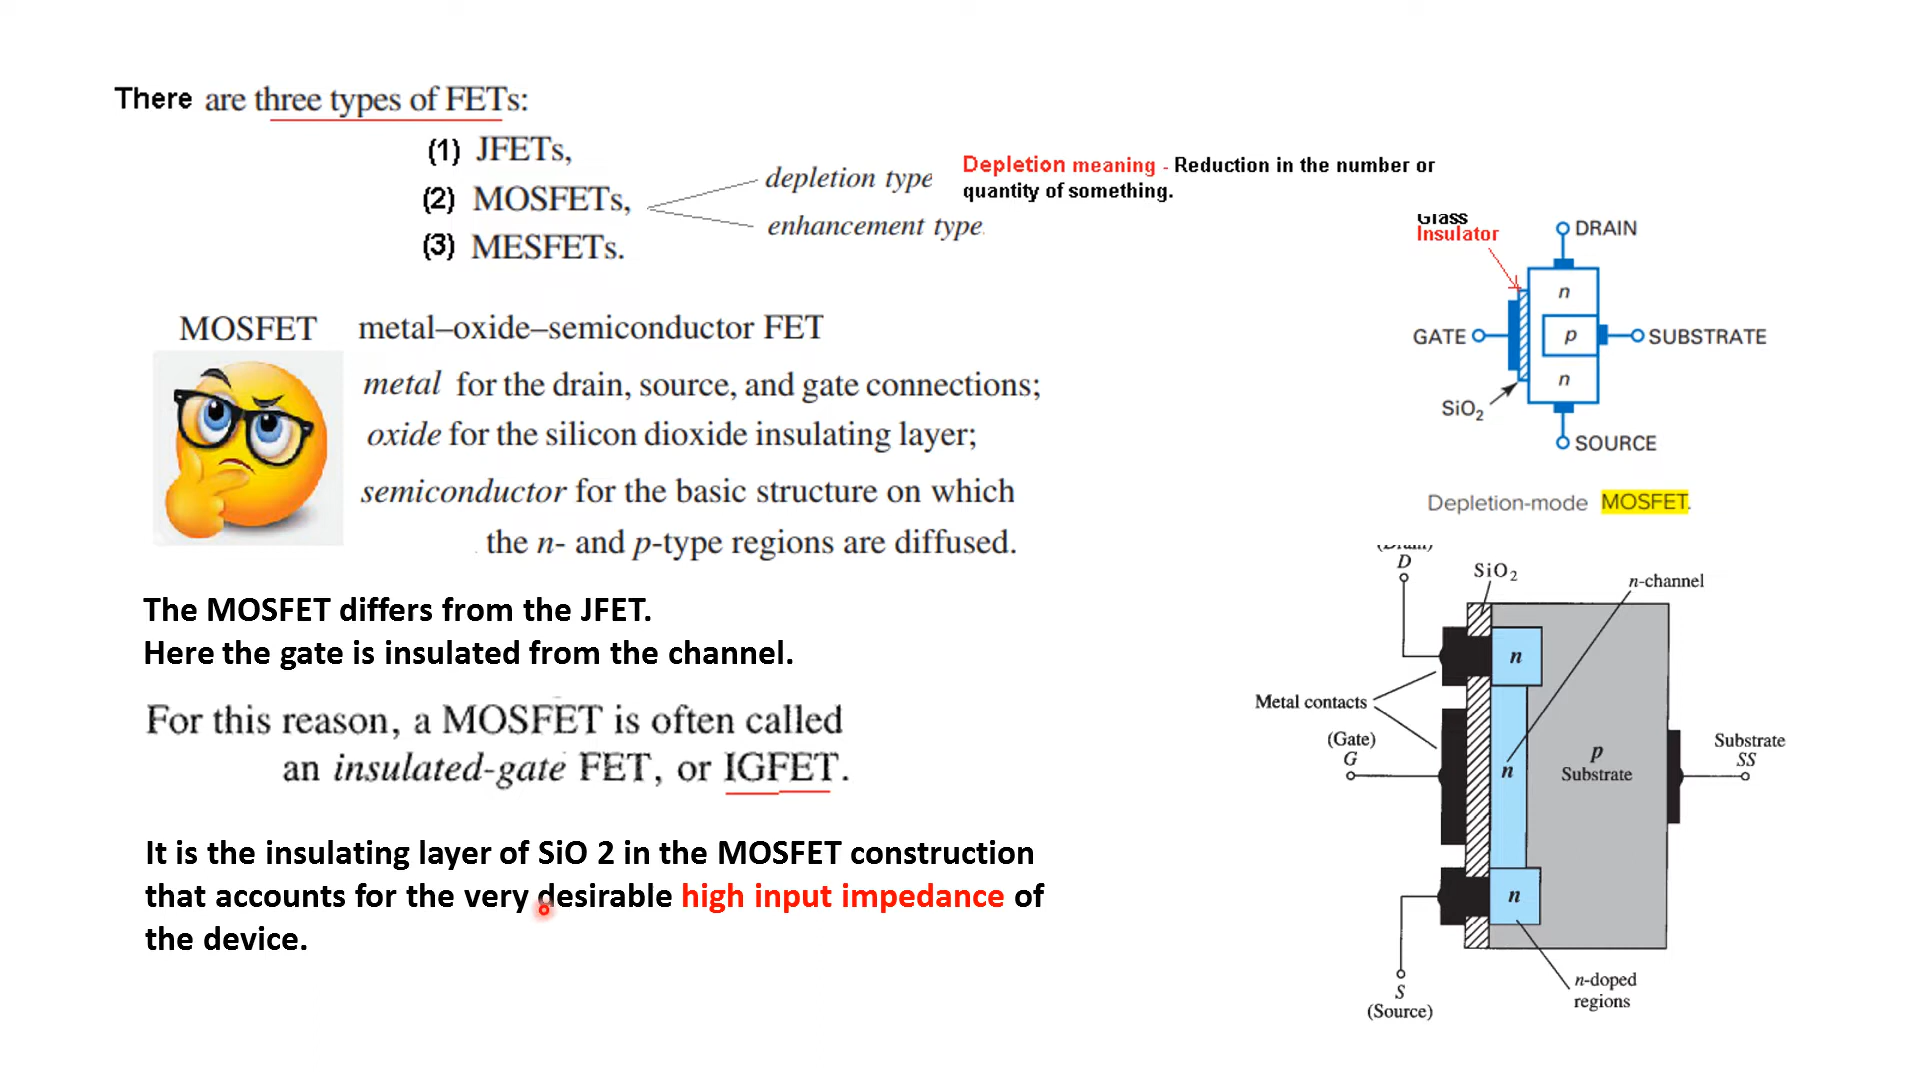 There are three types of FETs:
(1) JFETs,
(2) MOSFETs,
(3) MESFETs.
depletion type
enhancement type
Depletion meaning - Reduction in the number or
quantity of something.
MOSFET metal–oxide–semiconductor FET
metal for the drain, source, and gate connections;
oxide for the silicon dioxide insulating layer;
semiconductor for the basic structure on which
the n- and p-type regions are diffused.
The MOSFET differs from the JFET.
Here the gate is insulated from the channel.
For this reason, a MOSFET is often called
an insulated-gate FET, or IGFET.
It is the insulating layer of SiO 2 in the MOSFET construction
that accounts for the very desirable high input impedance of
the device.
Glass
Insulator
DRAIN
n
GATE
p
SUBSTRATE
n
SiO2
SOURCE
Depletion-mode MOSFET.
(Drain)
D
SiO2
n-channel
n
Metal contacts
(Gate)
G
n
p
Substrate
Substrate
SS
n
S
(Source)
n-doped
regions